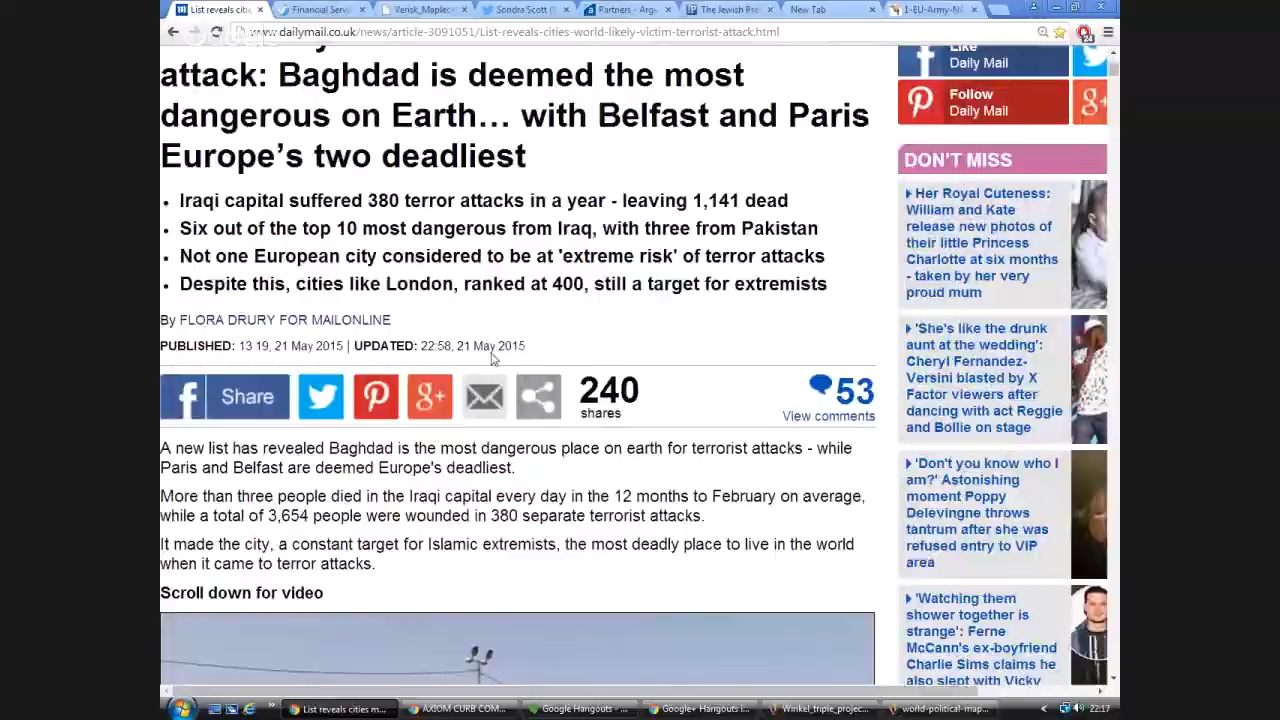 List reveals cities
Financial Servi
Verisk_Maplec
Sondra Scott (
Partners - Arg
The Jewish Pro
New Tab
1-EU-Army-N
www.dailymail.co.uk/news/article-3091051/List-reveals-cities-world-likely-victim-terrorist-attack.html
24
attack: Baghdad is deemed the most
dangerous on Earth… with Belfast and Paris
Europe’s two deadliest
• Iraqi capital suffered 380 terror attacks in a year - leaving 1,141 dead
• Six out of the top 10 most dangerous from Iraq, with three from Pakistan
• Not one European city considered to be at 'extreme risk' of terror attacks
• Despite this, cities like London, ranked at 400, still a target for extremists
By FLORA DRURY FOR MAILONLINE
PUBLISHED: 13:19, 21 May 2015 | UPDATED: 22:58, 21 May 2015
Share
240
shares
53
View comments
A new list has revealed Baghdad is the most dangerous place on earth for terrorist attacks - while
Paris and Belfast are deemed Europe's deadliest.
More than three people died in the Iraqi capital every day in the 12 months to February on average,
while a total of 3,654 people were wounded in 380 separate terrorist attacks.
It made the city, a constant target for Islamic extremists, the most deadly place to live in the world
when it came to terror attacks.
Scroll down for video
Like
Daily Mail
Follow
Daily Mail
DON'T MISS
Her Royal Cuteness:
William and Kate
release new photos of
their little Princess
Charlotte at six months
- taken by her very
proud mum
'She's like the drunk
aunt at the wedding':
Cheryl Fernandez-
Versini blasted by X
Factor viewers after
dancing with act Reggie
and Bollie on stage
'Don't you know who I
am?' Astonishing
moment Poppy
Delevingne throws
tantrum after she was
refused entry to VIP
area
'Watching them
shower together is
strange': Ferne
McCann's ex-boyfriend
Charlie Sims claims he
also slept with Vicky
List reveals cities m...
AXIOM CURB COM...
Google Hangouts - ...
Google+ Hangouts i...
Winkel_triple_projec...
world-political-map...
22:17